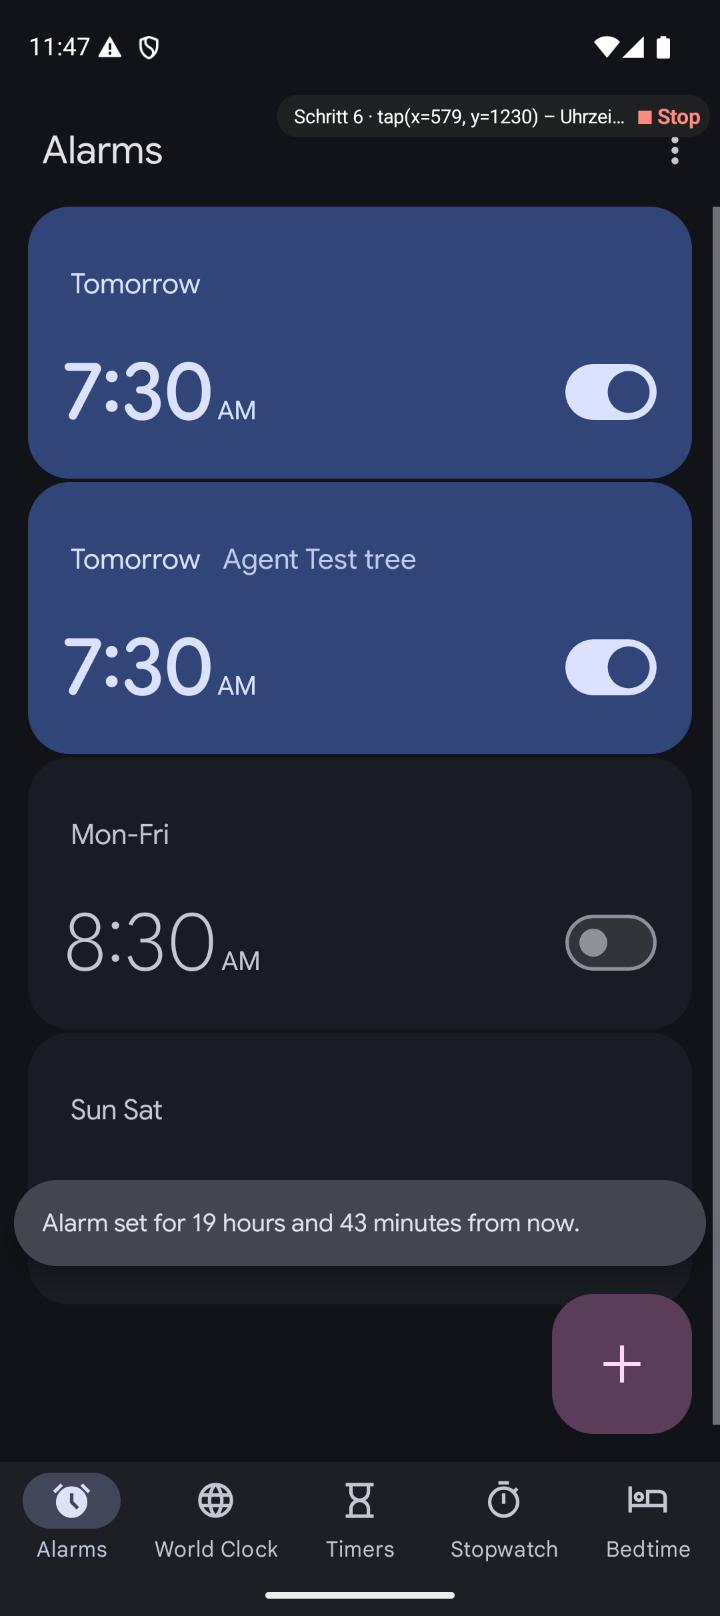 11:47
Schritt 6 · tap(x=579, y=1230) – Uhrzei... Stop
Alarms
Tomorrow
7:30 AM
Tomorrow Agent Test tree
7:30 AM
Mon-Fri
8:30 AM
Sun Sat
Alarm set for 19 hours and 43 minutes from now.
Alarms World Clock Timers Stopwatch Bedtime